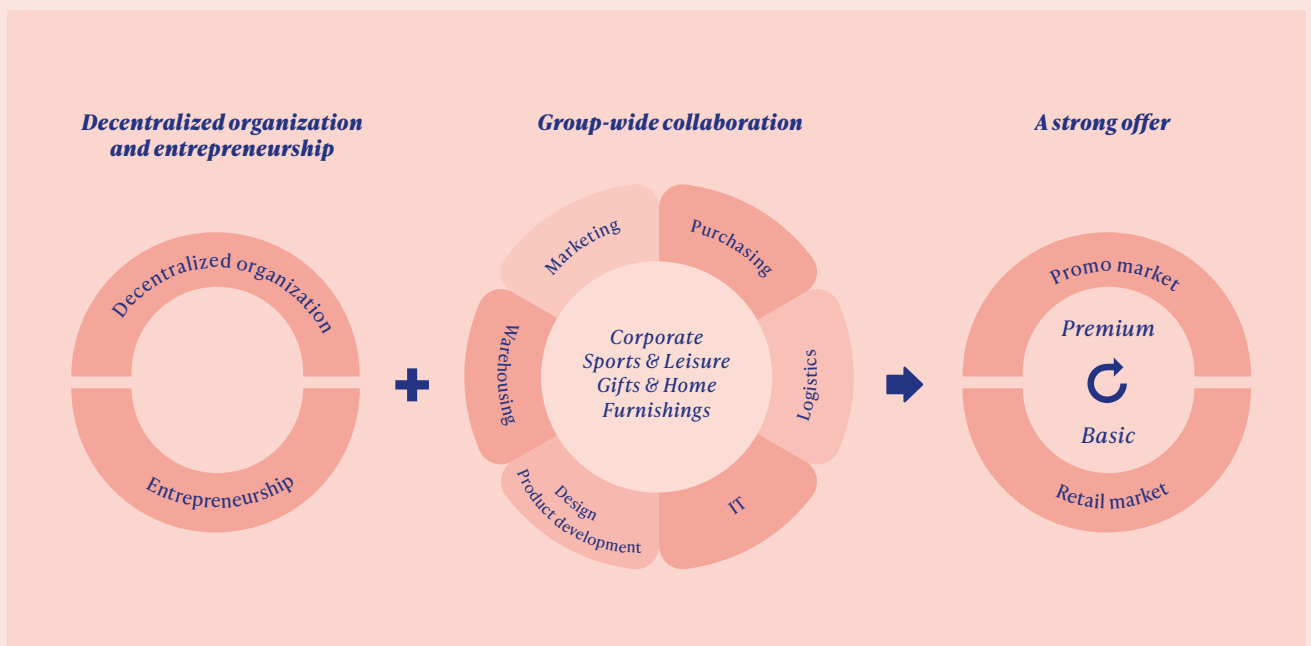 Decentralized organization
and entrepreneurship
Decentralized organization
Entrepreneurship
Group-wide collaboration
Marketing
Purchasing
Logistics
IT
Design
Product development
Warehousing
Corporate
Sports & Leisure
Gifts & Home
Furnishings
A strong offer
Promo market
Premium
Basic
Retail market